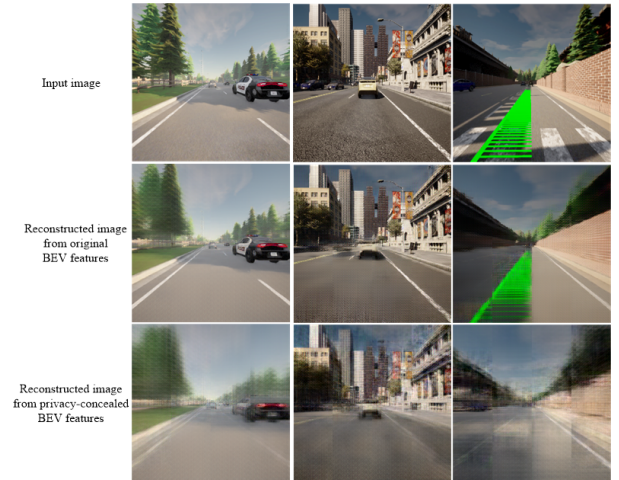 Input image
Reconstructed image
from original
BEV features
Reconstructed image
from privacy-concealed
BEV features